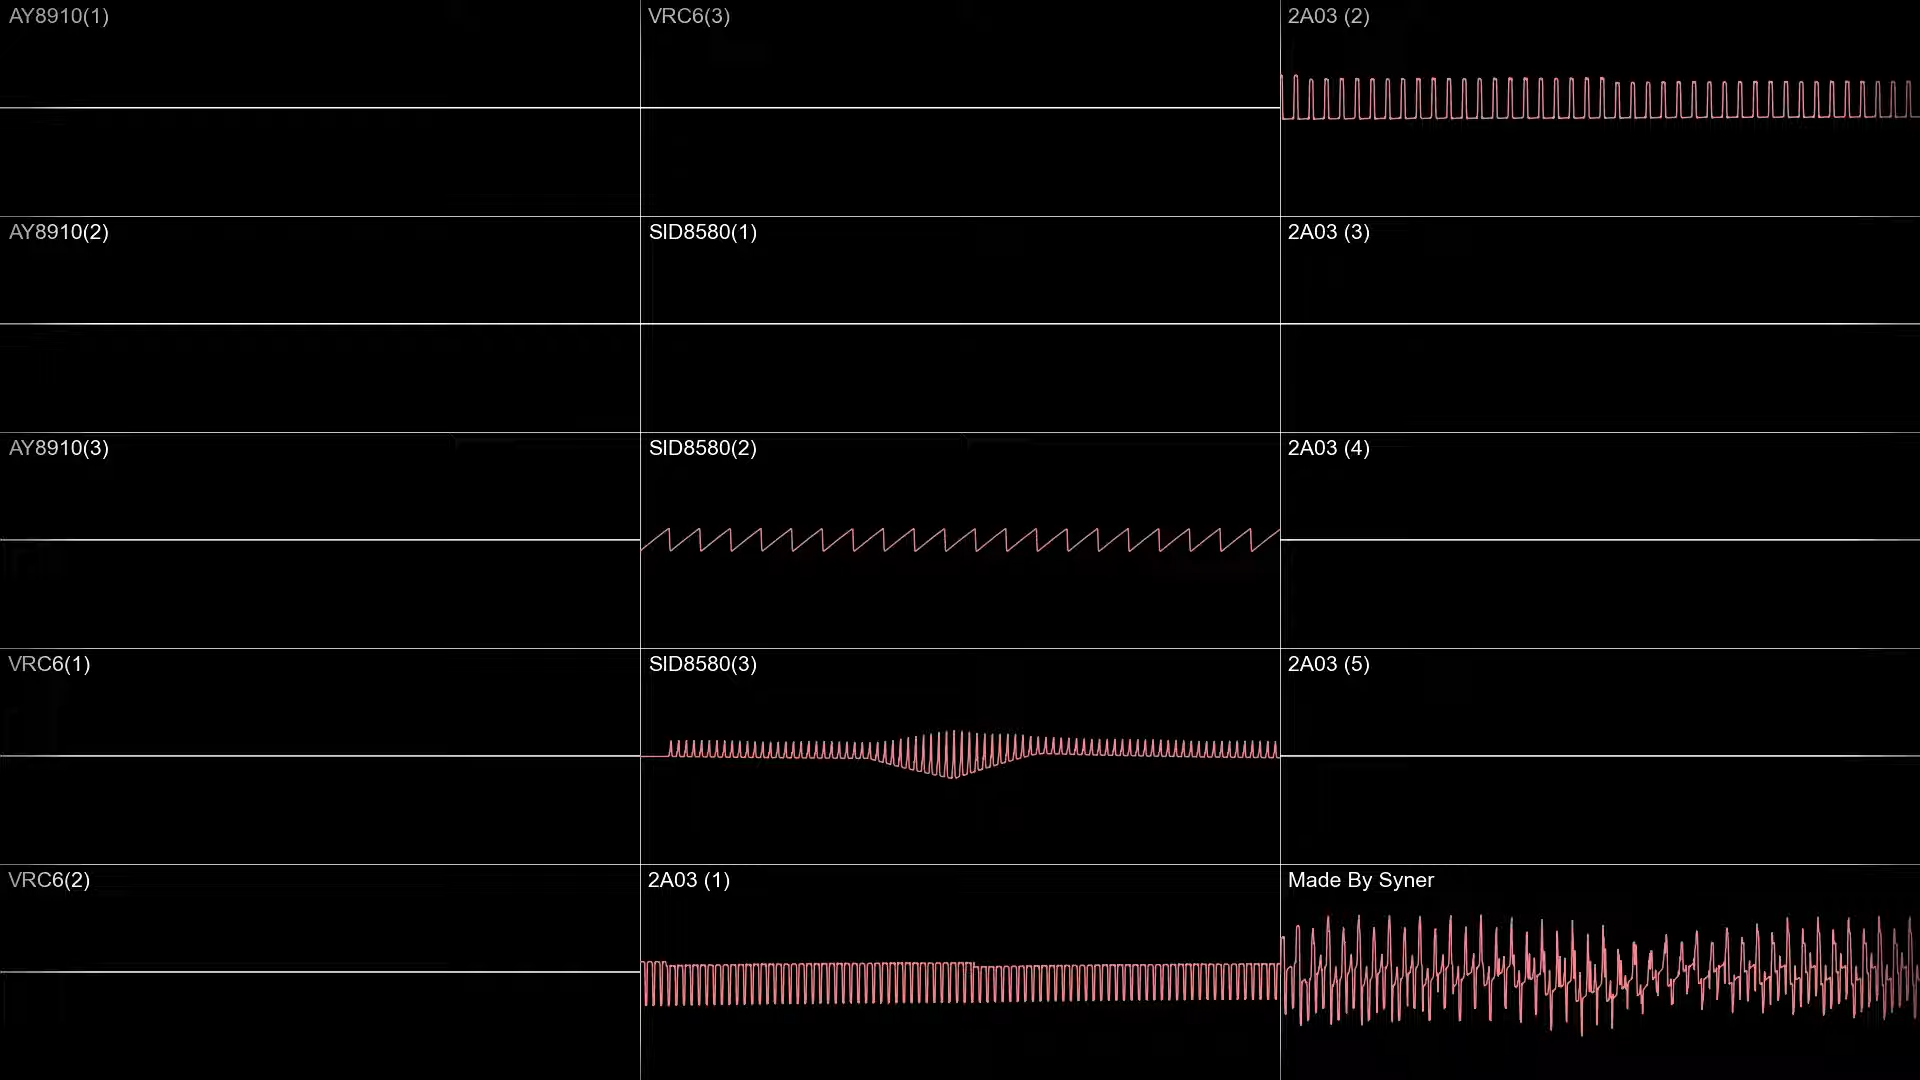 AY8910(1)
AY8910(2)
AY8910(3)
VRC6(1)
VRC6(2)
VRC6(3)
SID8580(1)
SID8580(2)
SID8580(3)
2A03 (1)
2A03 (2)
2A03 (3)
2A03 (4)
2A03 (5)
Made By Syner